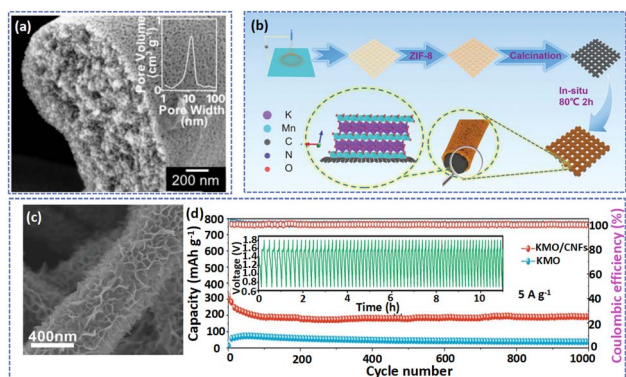 (a)
Pore Volume
(cm³ g⁻¹)
1
0
1 10 100
Pore Width
(nm)
200 nm
(b)
ZIF-8
Calcination
In-situ
80℃ 2h
K
Mn
C
N
O
(c)
400nm
(d)
800
700
600
500
400
300
200
100
0
Capacity (mAh g⁻¹)
1.8
1.6
1.4
1.2
1.0
0.8
0.6
Voltage (V)
0 2 4 6 8 10
Time (h)
5 A g⁻¹
KMO/CNFs
KMO
100
80
60
40
20
0
Coulombic efficiency (%)
0 200 400 600 800 1000
Cycle number